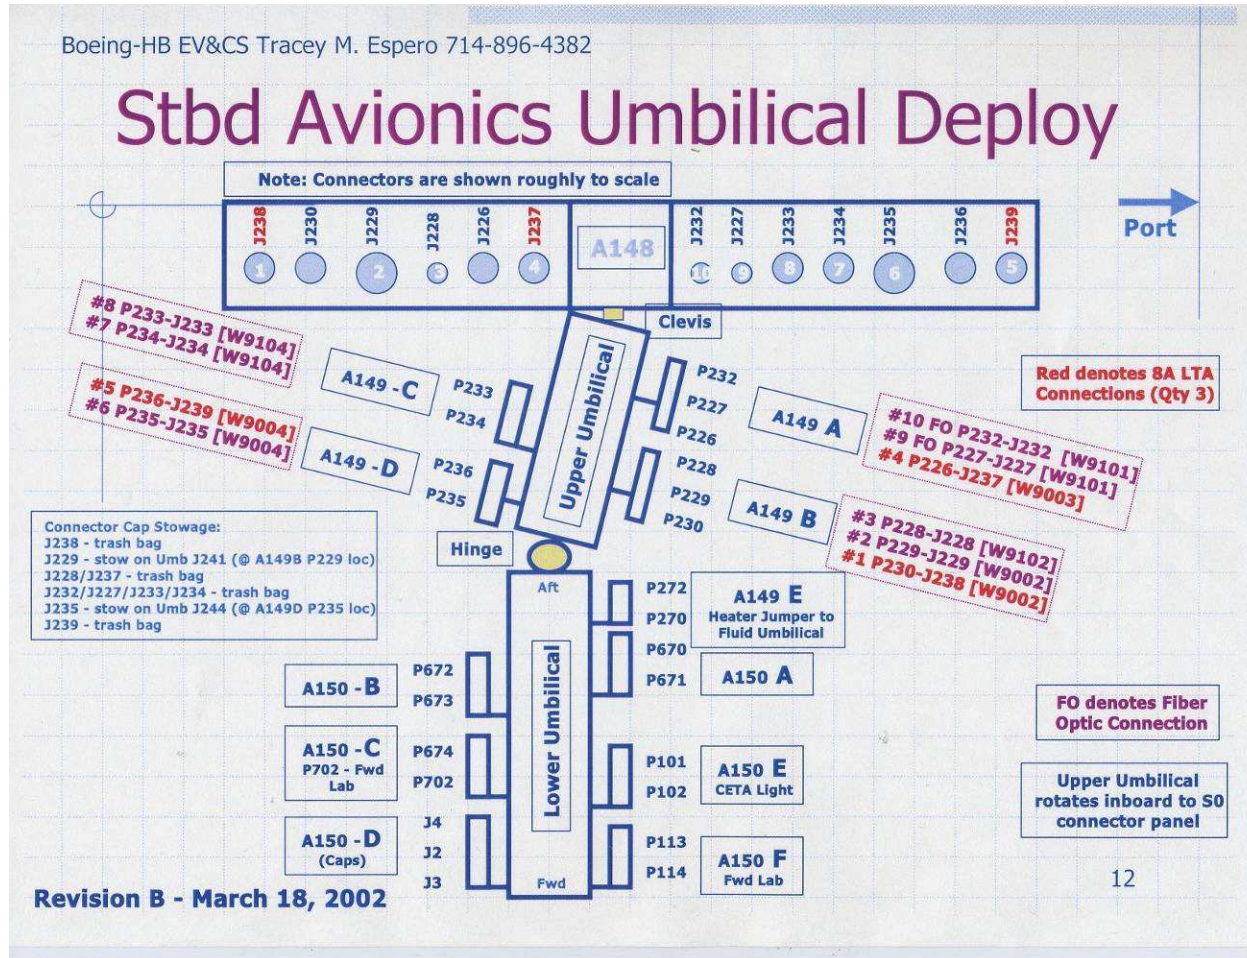 Boeing-HB EV&CS Tracey M. Espero 714-896-4382
Stbd Avionics Umbilical Deploy
Note: Connectors are shown roughly to scale
J238
J230
J229
J228
J226
J237
A148
J232
J227
J233
J234
J235
J236
J239
Port
1
2
3
4
10
9
8
7
6
5
Clevis
#8 P233-J233 [W9104]
#7 P234-J234 [W9104]
A149 -C
P233
P234
#5 P236-J239 [W9004]
#6 P235-J235 [W9004]
A149 -D
P236
P235
Upper Umbilical
P232
P227
P226
A149 A
#10 FO P232-J232 [W9101]
#9 FO P227-J227 [W9101]
#4 P226-J237 [W9003]
P228
P229
P230
A149 B
#3 P228-J228 [W9102]
#2 P229-J229 [W9002]
#1 P230-J238 [W9002]
Red denotes 8A LTA
Connections (Qty 3)
Connector Cap Stowage:
J238 - trash bag
J229 - stow on Umb J241 (@ A149B P229 loc)
J228/J237 - trash bag
J232/J227/J233/J234 - trash bag
J235 - stow on Umb J244 (@ A149D P235 loc)
J239 - trash bag
Hinge
Aft
Lower Umbilical
Fwd
P272
P270
A149 E
Heater Jumper to
Fluid Umbilical
P670
P671
A150 A
A150 -B
P672
P673
A150 -C
P702 - Fwd
Lab
P674
P702
P101
P102
A150 E
CETA Light
A150 -D
(Caps)
J4
J2
J3
P113
P114
A150 F
Fwd Lab
FO denotes Fiber
Optic Connection
Upper Umbilical
rotates inboard to S0
connector panel
12
Revision B - March 18, 2002